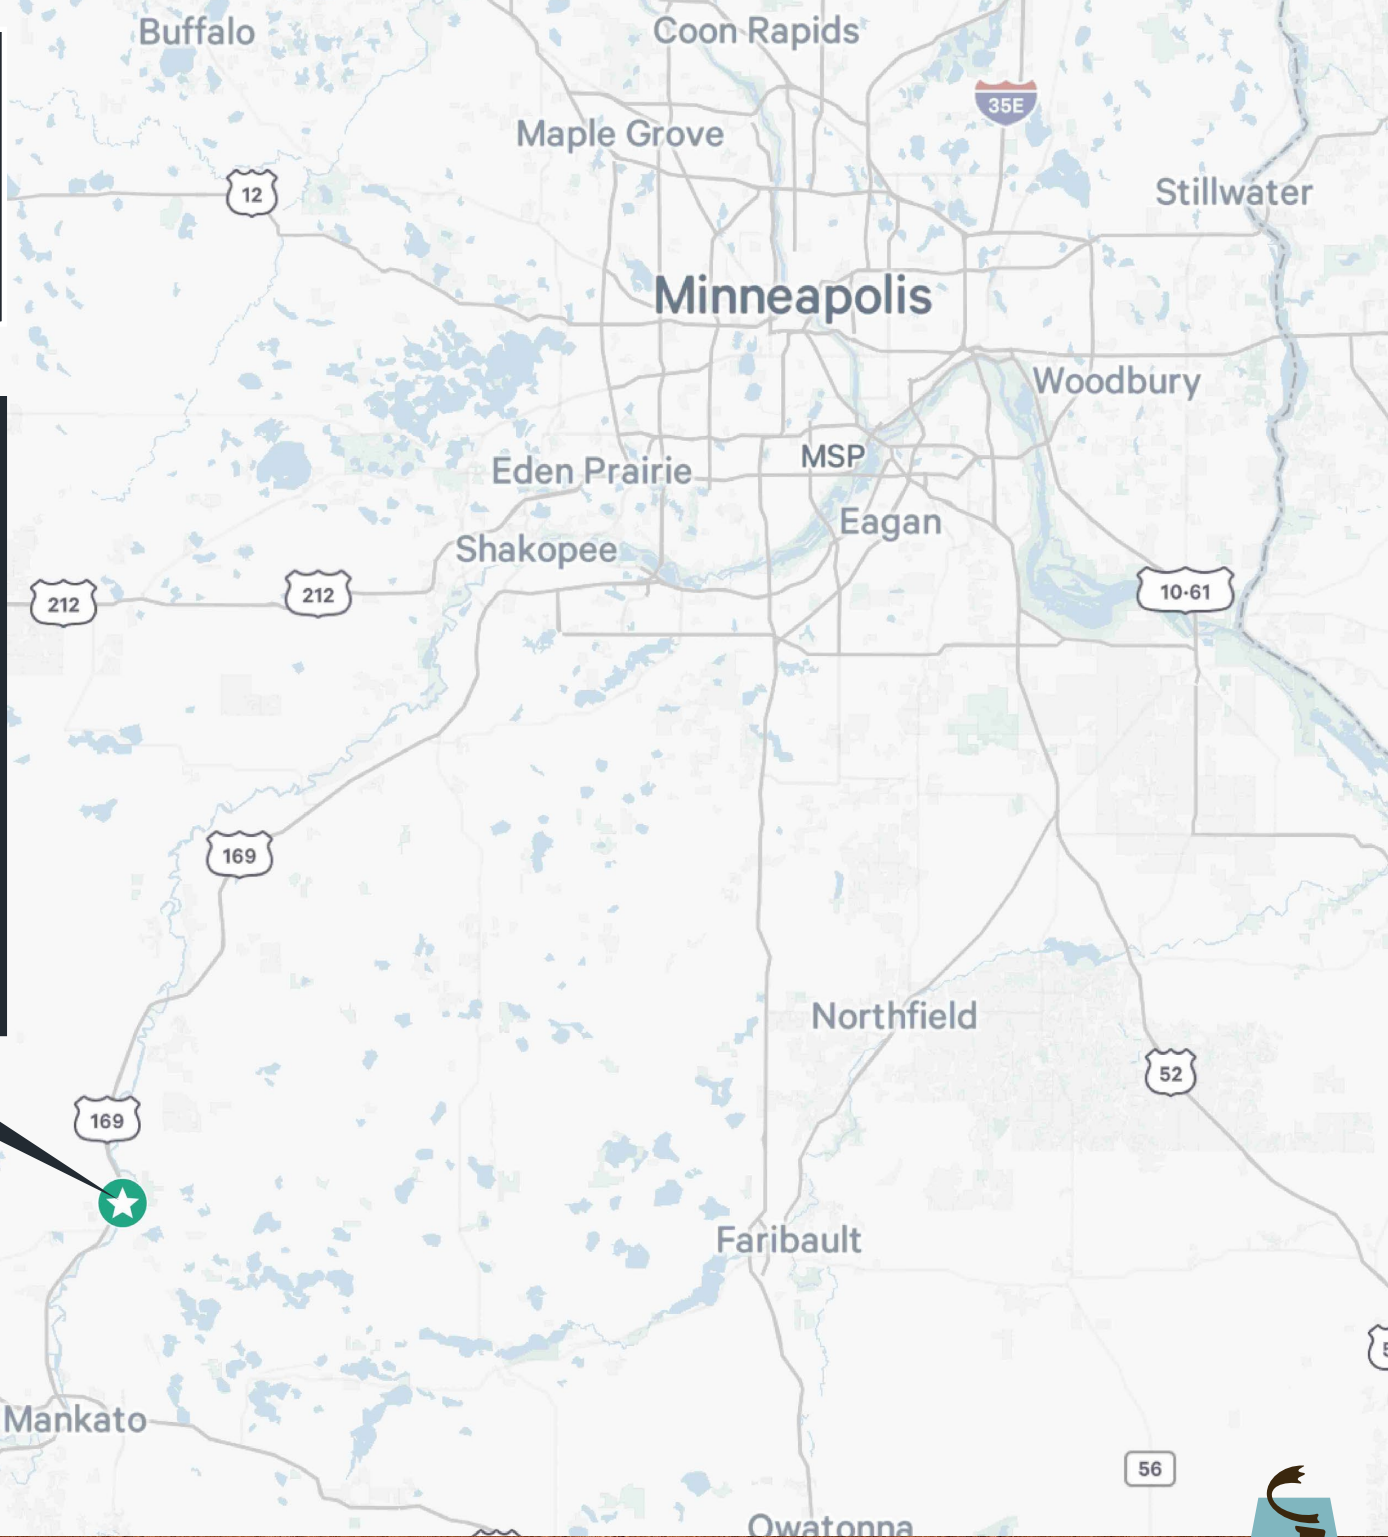 Buffalo
Coon Rapids
35E
Maple Grove
12
Stillwater
Minneapolis
Woodbury
MSP
Eden Prairie
Eagan
Shakopee
212
212
10·61
169
Northfield
52
169
Faribault
Mankato
56
Owatonna